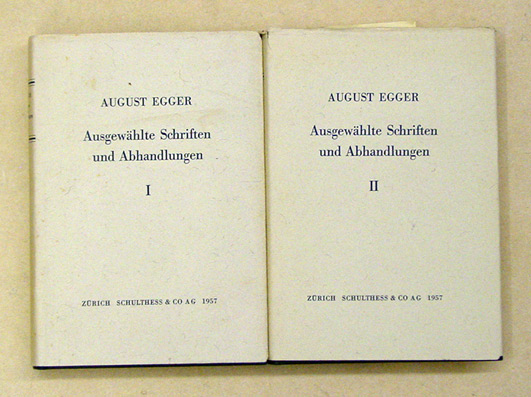 AUGUST EGGER
Ausgewählte Schriften
und Abhandlungen
I
ZÜRICH SCHULTHESS & CO AG 1957
AUGUST EGGER
Ausgewählte Schriften
und Abhandlungen
II
ZÜRICH SCHULTHESS & CO AG 1957